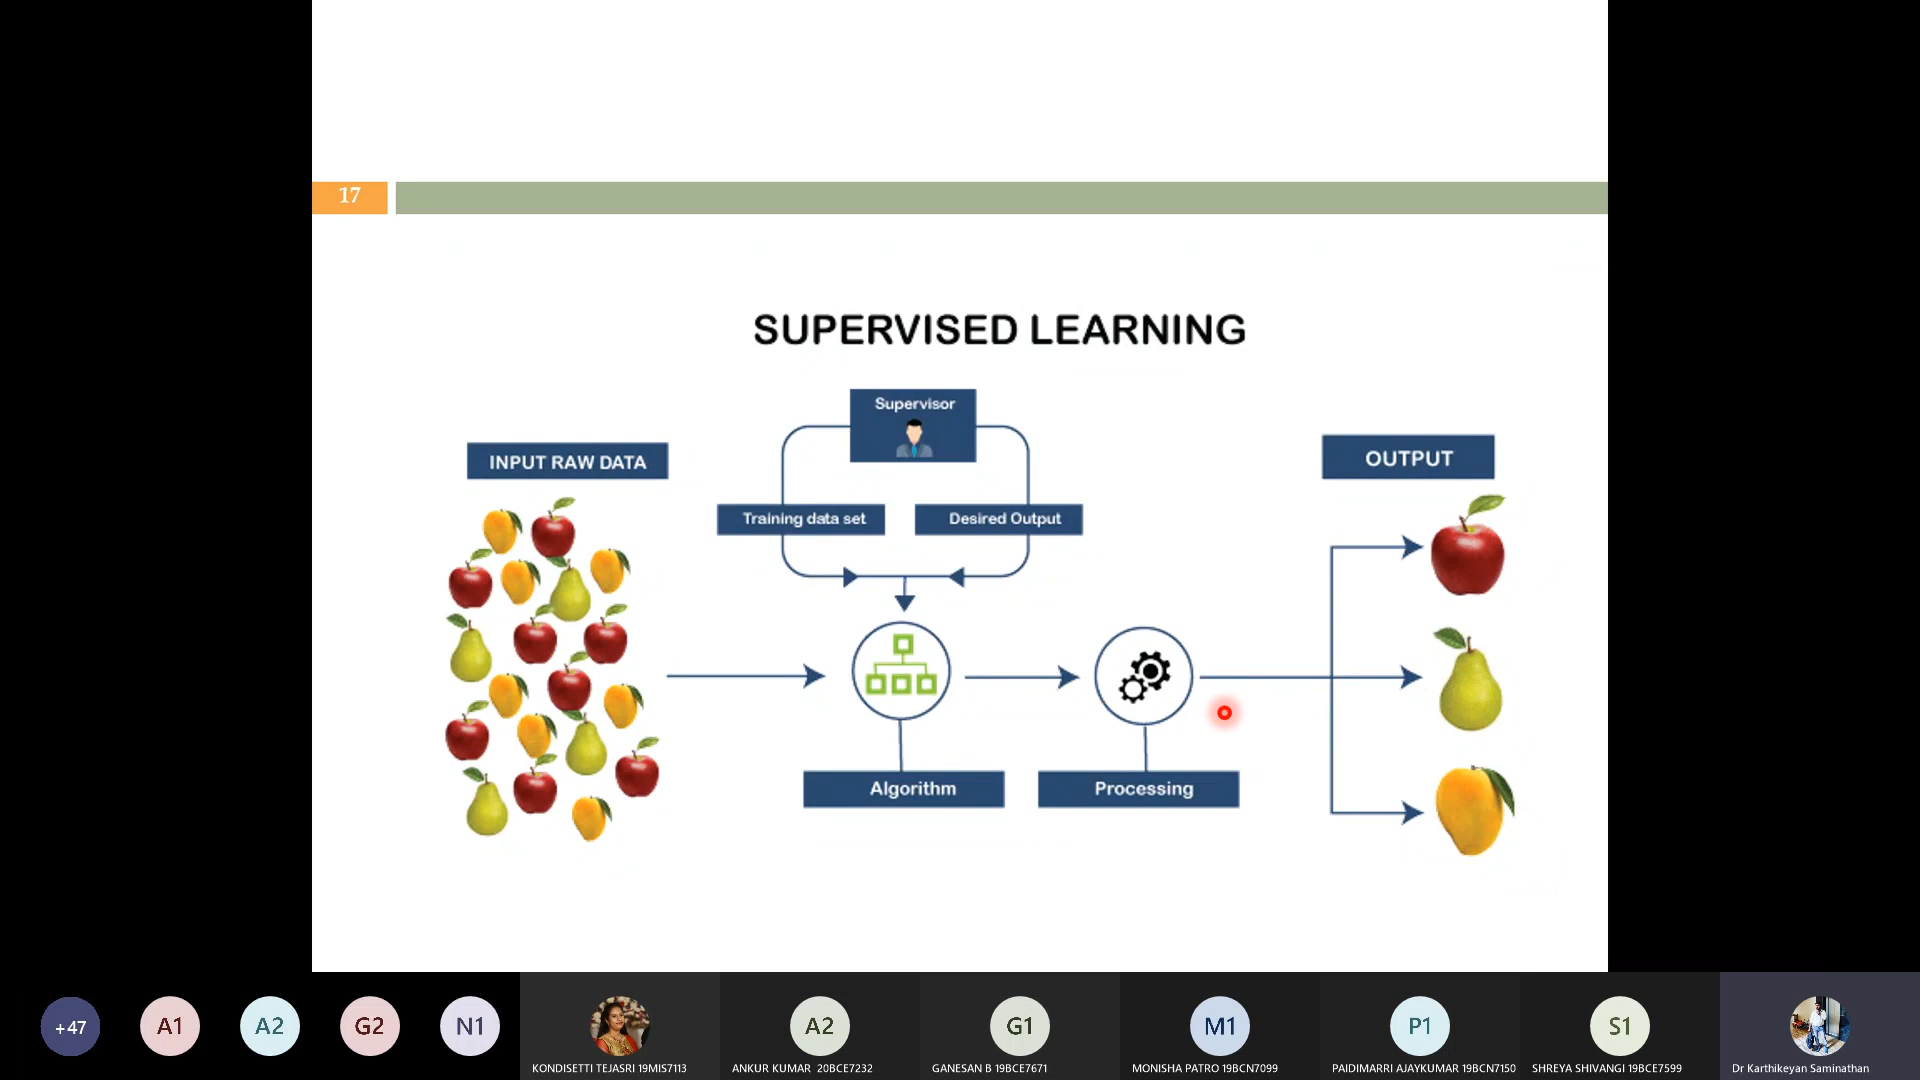 17
SUPERVISED LEARNING
Supervisor
INPUT RAW DATA
OUTPUT
Training data set
Desired Output
Algorithm
Processing
+47
A1
A2
G2
N1
A2
G1
M1
P1
S1
KONDISETTI TEJASRI 19MIS7113
ANKUR KUMAR 20BCE7232
GANESAN B 19BCE7671
MONISHA PATRO 19BCN7099
PAIDIMARRI AJAYKUMAR 19BCN7150
SHREYA SHIVANGI 19BCE7599
Dr Karthikeyan Saminathan